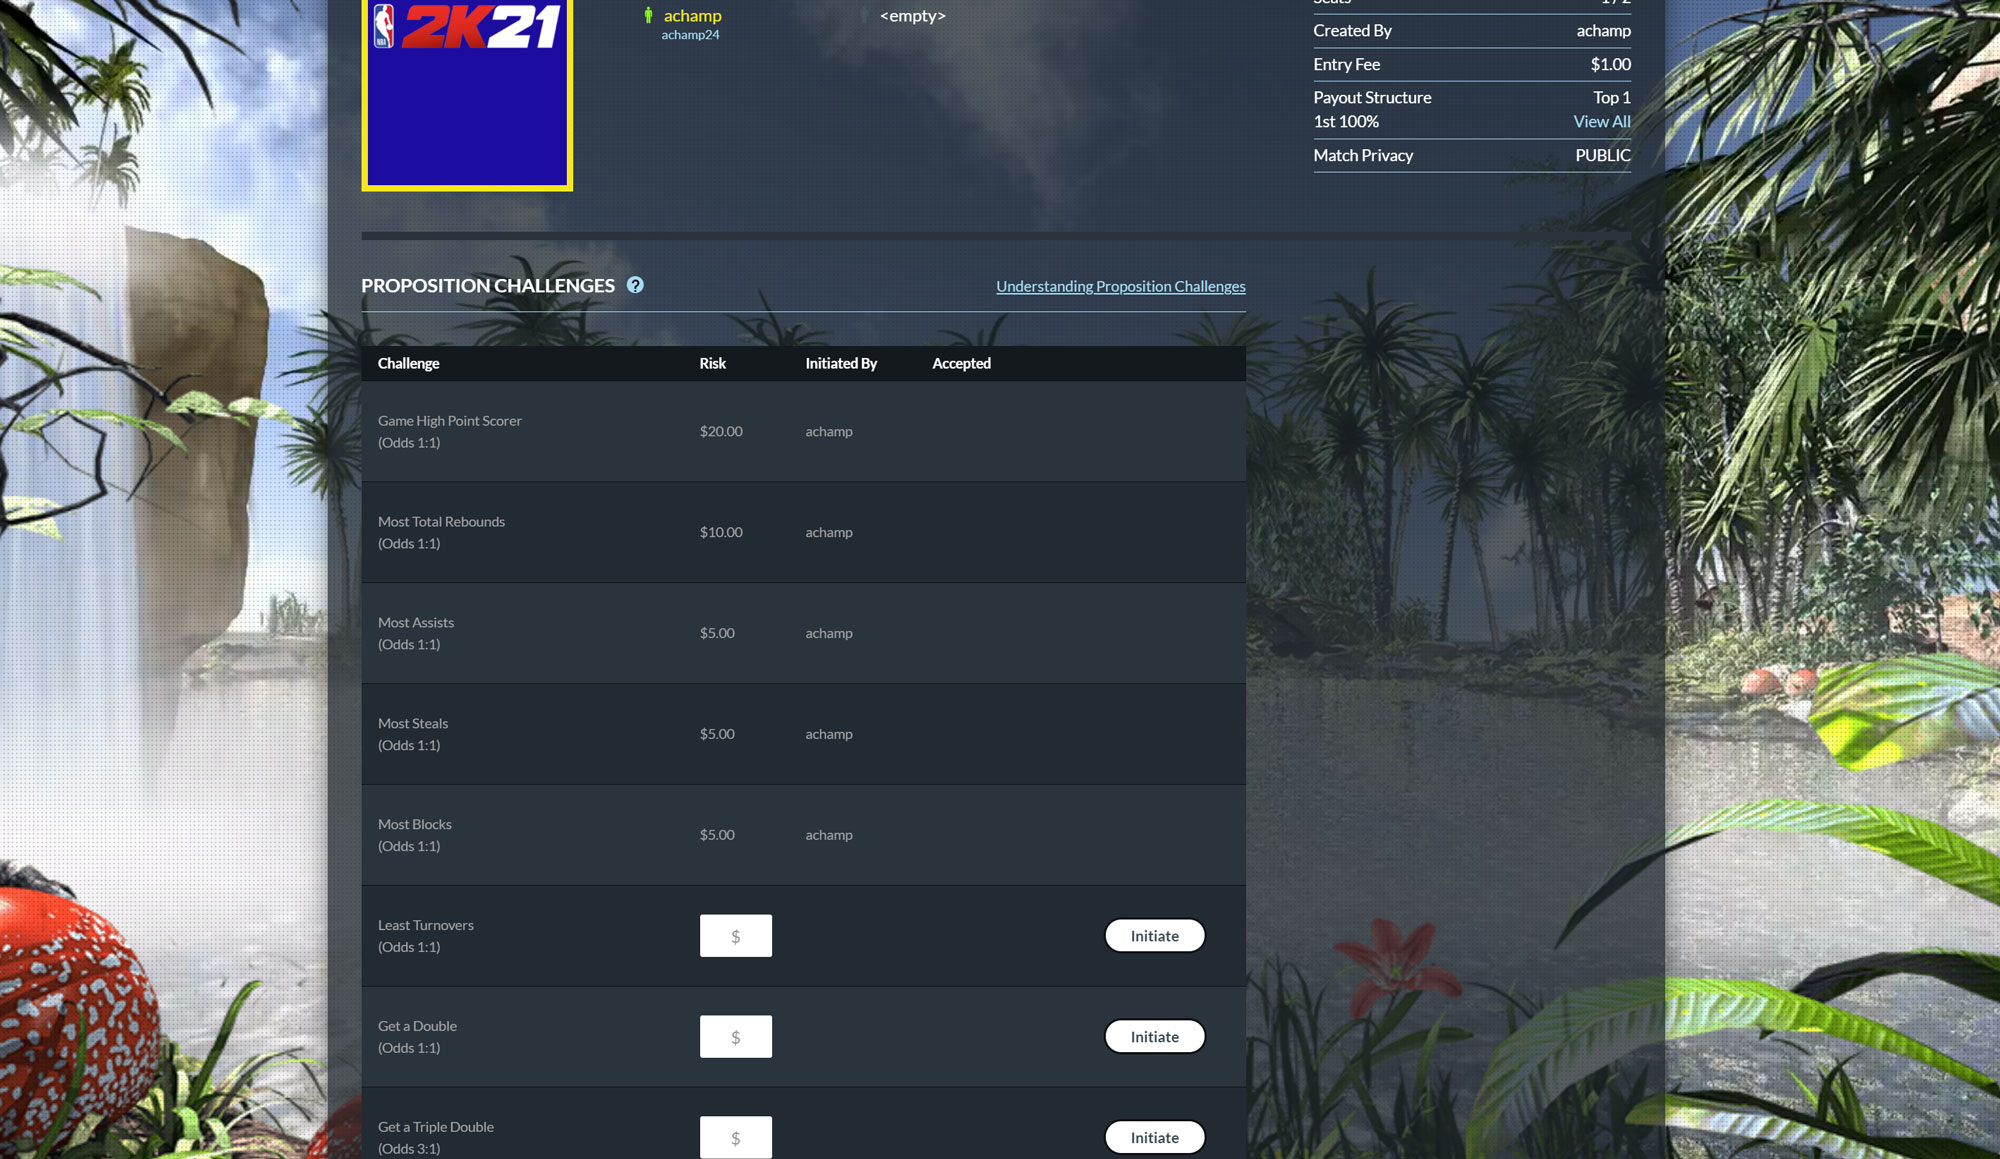 NBA 2K21
achamp
achamp24
<empty>
Seats 1 / 2
Created By achamp
Entry Fee $1.00
Payout Structure Top 1
1st 100% View All
Match Privacy PUBLIC
PROPOSITION CHALLENGES ? Understanding Proposition Challenges
Challenge Risk Initiated By Accepted
Game High Point Scorer
(Odds 1:1)
$20.00 achamp
Most Total Rebounds
(Odds 1:1)
$10.00 achamp
Most Assists
(Odds 1:1)
$5.00 achamp
Most Steals
(Odds 1:1)
$5.00 achamp
Most Blocks
(Odds 1:1)
$5.00 achamp
Least Turnovers
(Odds 1:1)
$ Initiate
Get a Double
(Odds 1:1)
$ Initiate
Get a Triple Double
(Odds 3:1)
$ Initiate